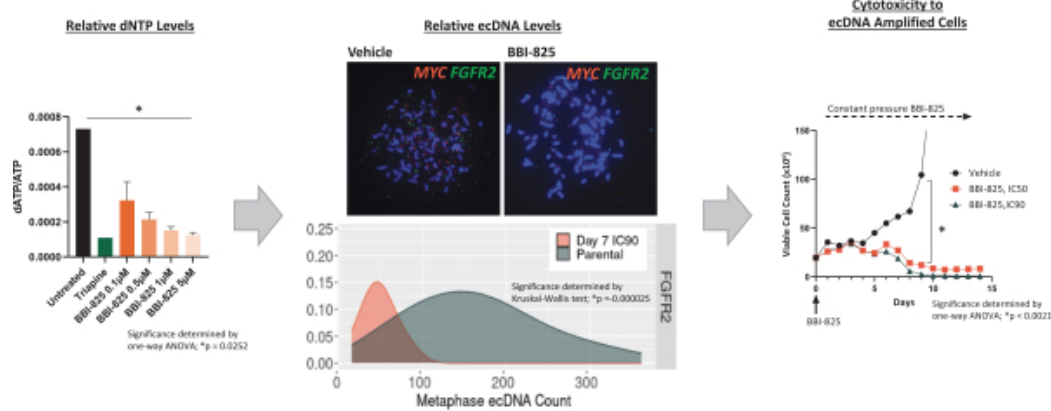 Relative dNTP Levels
*
0.0008
0.0006
0.0004
0.0002
0.0000
dATP/ATP
Untreated
Triapine
BBI-825 0.1µM
BBI-825 0.5µM
BBI-825 1µM
BBI-825 5µM
Significance determined by
one-way ANOVA; *p = 0.0252
Relative ecDNA Levels
Vehicle
BBI-825
MYC FGFR2
MYC FGFR2
0.25
0.20
0.15
0.10
0.05
0.00
Day 7 IC90
Parental
Significance determined by
Kruskal-Wallis test; *p =-0.000025
FGFR2
0
100
200
300
Metaphase ecDNA Count
Cytotoxicity to
ecDNA Amplified Cells
Constant pressure BBI-825
150
100
50
0
Viable Cell Count (x10⁶)
Vehicle
BBI-825, IC50
BBI-825, IC90
*
0
5
10
15
Days
BBI-825
Significance determined by
one-way ANOVA; *p < 0.0021